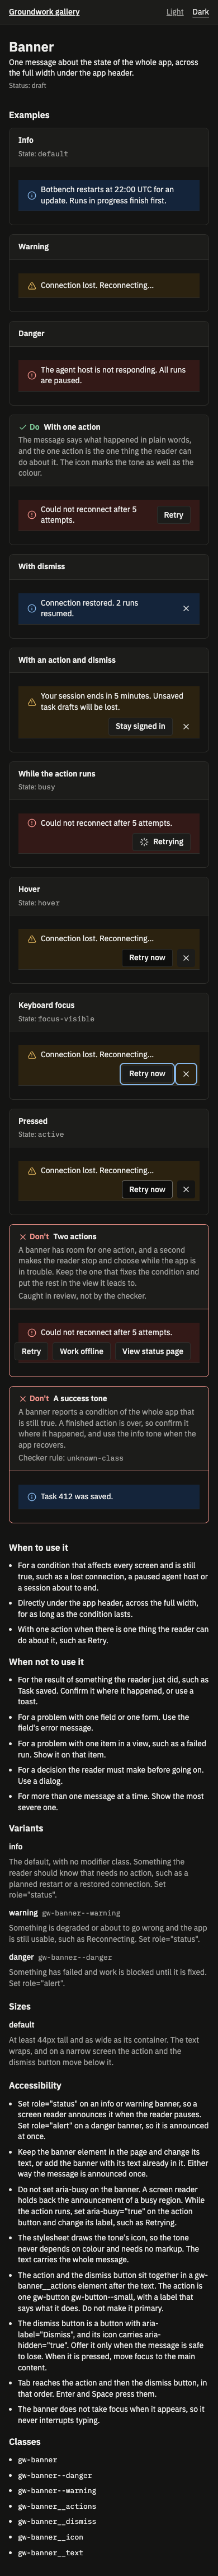 Groundwork gallery Light Dark
Banner
One message about the state of the whole app, across
the full width under the app header.
Status: draft
Examples
Info
State: default
Botbench restarts at 22:00 UTC for an
update. Runs in progress finish first.
Warning
Connection lost. Reconnecting…
Danger
The agent host is not responding. All runs
are paused.
Do With one action
The message says what happened in plain words,
and the one action is the one thing the reader can
do about it. The icon marks the tone as well as the
colour.
Could not reconnect after 5
attempts.
Retry
With dismiss
Connection restored. 2 runs
resumed.
With an action and dismiss
Your session ends in 5 minutes. Unsaved
task drafts will be lost.
Stay signed in
While the action runs
State: busy
Could not reconnect after 5 attempts.
Retrying
Hover
State: hover
Connection lost. Reconnecting…
Retry now
Keyboard focus
State: focus-visible
Connection lost. Reconnecting…
Retry now
Pressed
State: active
Connection lost. Reconnecting…
Retry now
Don't Two actions
A banner has room for one action, and a second
makes the reader stop and choose while the app is
in trouble. Keep the one that fixes the condition and
put the rest in the view it leads to.
Caught in review, not by the checker.
Could not reconnect after 5 attempts.
Retry Work offline View status page
Don't A success tone
A banner reports a condition of the whole app that
is still true. A finished action is over, so confirm it
where it happened, and use the info tone when the
app recovers.
Checker rule: unknown-class
Task 412 was saved.
When to use it
For a condition that affects every screen and is still
true, such as a lost connection, a paused agent host or
a session about to end.
Directly under the app header, across the full width,
for as long as the condition lasts.
With one action when there is one thing the reader can
do about it, such as Retry.
When not to use it
For the result of something the reader just did, such as
Task saved. Confirm it where it happened, or use a
toast.
For a problem with one field or one form. Use the
field's error message.
For a problem with one item in a view, such as a failed
run. Show it on that item.
For a decision the reader must make before going on.
Use a dialog.
For more than one message at a time. Show the most
severe one.
Variants
info
The default, with no modifier class. Something the
reader should know that needs no action, such as a
planned restart or a restored connection. Set
role="status".
warning gw-banner--warning
Something is degraded or about to go wrong and the app
is still usable, such as Reconnecting. Set role="status".
danger gw-banner--danger
Something has failed and work is blocked until it is fixed.
Set role="alert".
Sizes
default
At least 44px tall and as wide as its container. The text
wraps, and on a narrow screen the action and the
dismiss button move below it.
Accessibility
Set role="status" on an info or warning banner, so a
screen reader announces it when the reader pauses.
Set role="alert" on a danger banner, so it is announced
at once.
Keep the banner element in the page and change its
text, or add the banner with its text already in it. Either
way the message is announced once.
Do not set aria-busy on the banner. A screen reader
holds back the announcement of a busy region. While
the action runs, set aria-busy="true" on the action
button and change its label, such as Retrying.
The stylesheet draws the tone's icon, so the tone
never depends on colour and needs no markup. The
text carries the whole message.
The action and the dismiss button sit together in a gw-
banner__actions element after the text. The action is
one gw-button gw-button--small, with a label that
says what it does. Do not make it primary.
The dismiss button is a button with aria-
label="Dismiss", and its icon carries aria-
hidden="true". Offer it only when the message is safe
to lose. When it is pressed, move focus to the main
content.
Tab reaches the action and then the dismiss button, in
that order. Enter and Space press them.
The banner does not take focus when it appears, so it
never interrupts typing.
Classes
gw-banner
gw-banner--danger
gw-banner--warning
gw-banner__actions
gw-banner__dismiss
gw-banner__icon
gw-banner__text